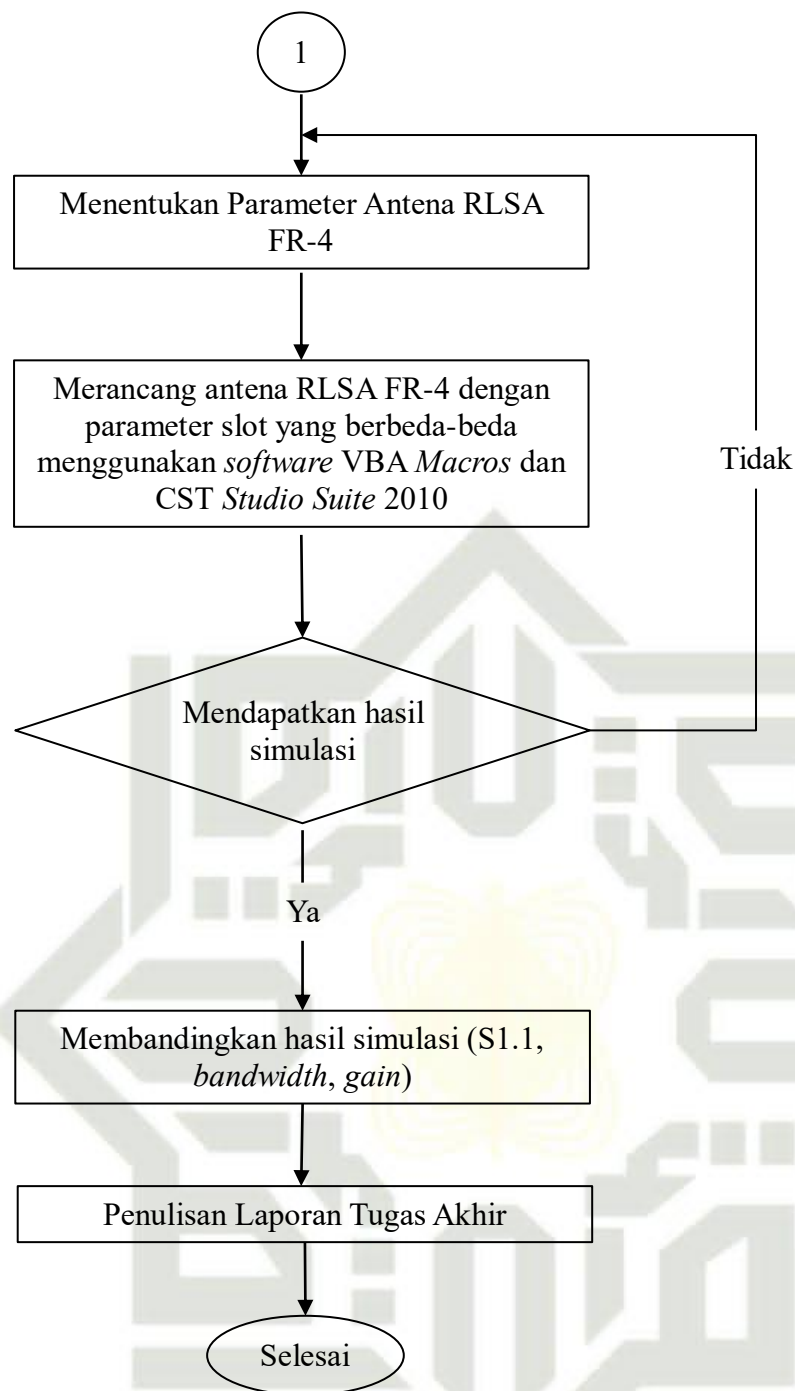 1
Menentukan Parameter Antena RLSA
FR-4
Merancang antena RLSA FR-4 dengan
parameter slot yang berbeda-beda
menggunakan software VBA Macros dan
CST Studio Suite 2010
Tidak
Mendapatkan hasil
simulasi
Ya
Membandingkan hasil simulasi (S1.1,
bandwidth, gain)
Penulisan Laporan Tugas Akhir
Selesai